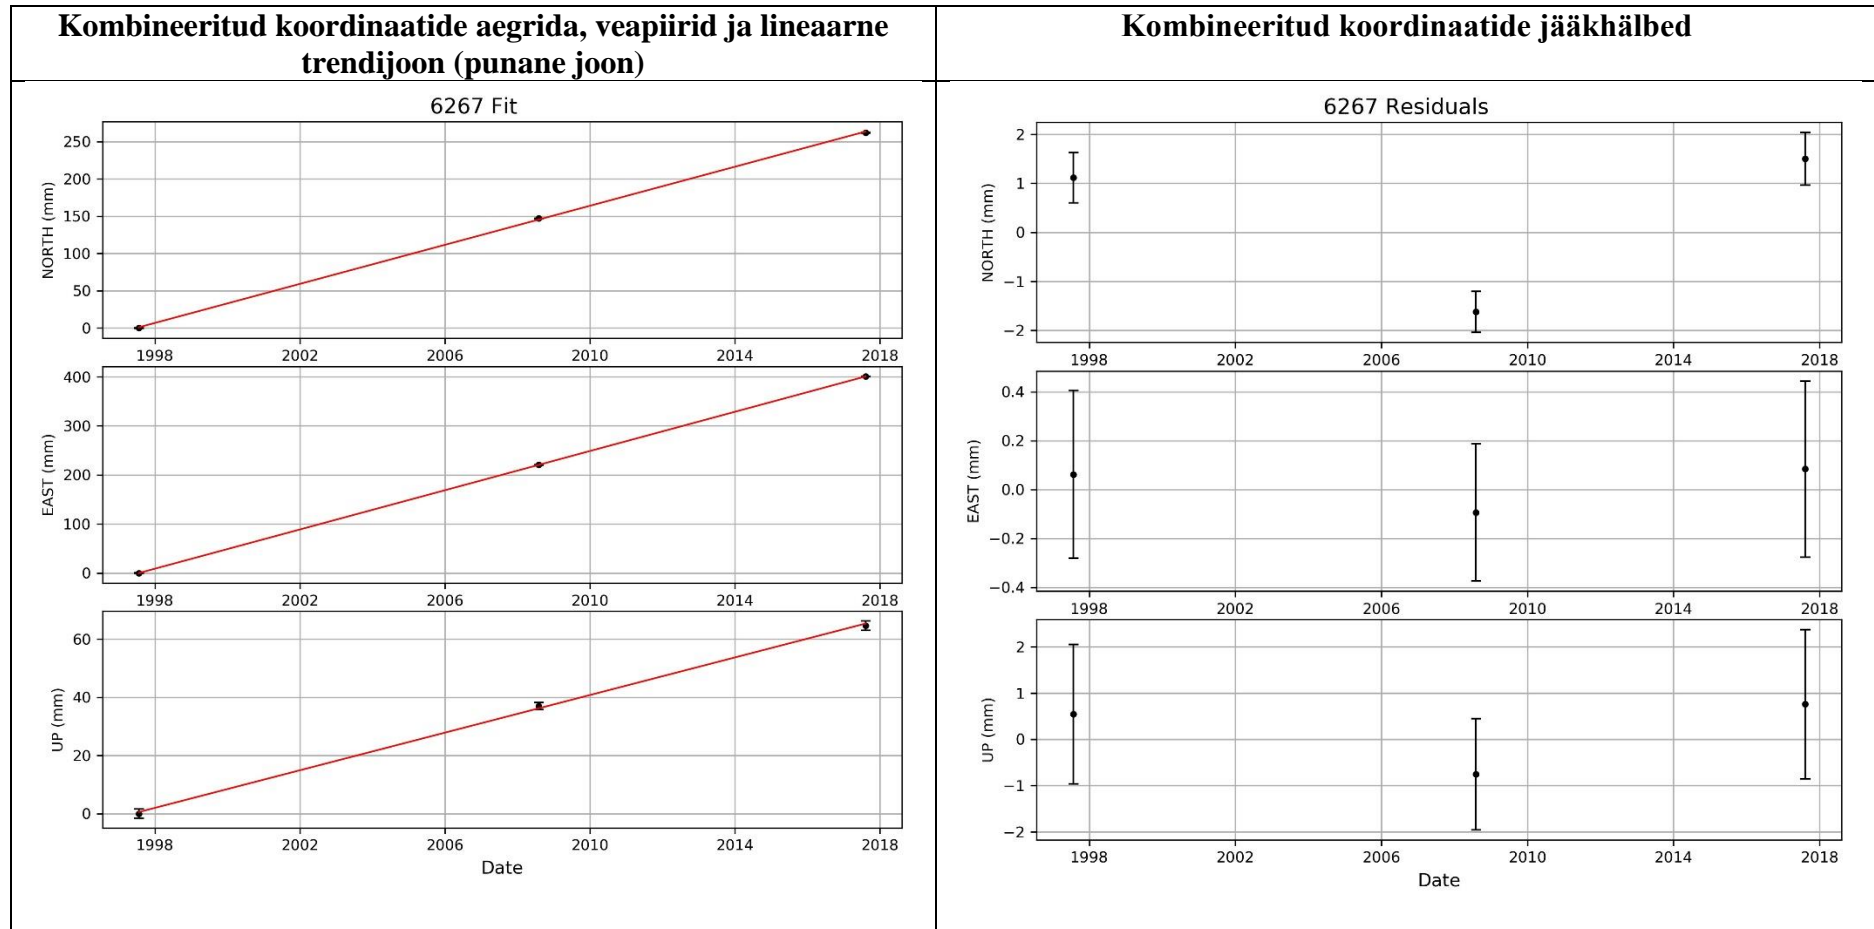 Kombineeritud koordinaatide aegrida, veapiirid ja lineaarne
trendijoon (punane joon)
Kombineeritud koordinaatide jääkhälbed
6267 Fit
250
200
150
100
50
0
NORTH (mm)
1998 2002 2006 2010 2014 2018
400
300
200
100
0
EAST (mm)
1998 2002 2006 2010 2014 2018
60
40
20
0
UP (mm)
1998 2002 2006 2010 2014 2018
Date
6267 Residuals
2
1
0
−1
−2
NORTH (mm)
1998 2002 2006 2010 2014 2018
0.4
0.2
0.0
−0.2
−0.4
EAST (mm)
1998 2002 2006 2010 2014 2018
2
1
0
−1
−2
UP (mm)
1998 2002 2006 2010 2014 2018
Date